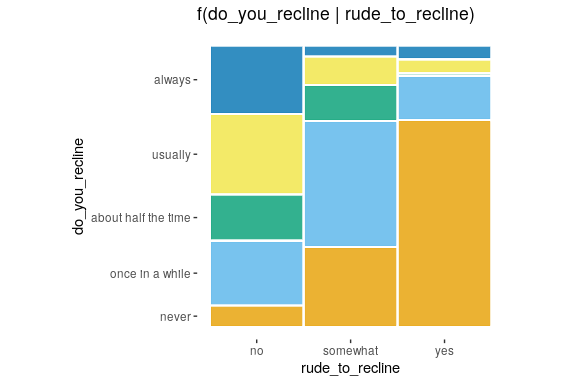 f(do_you_recline | rude_to_recline)
always
usually
about half the time
once in a while
never
do_you_recline
no somewhat yes
rude_to_recline